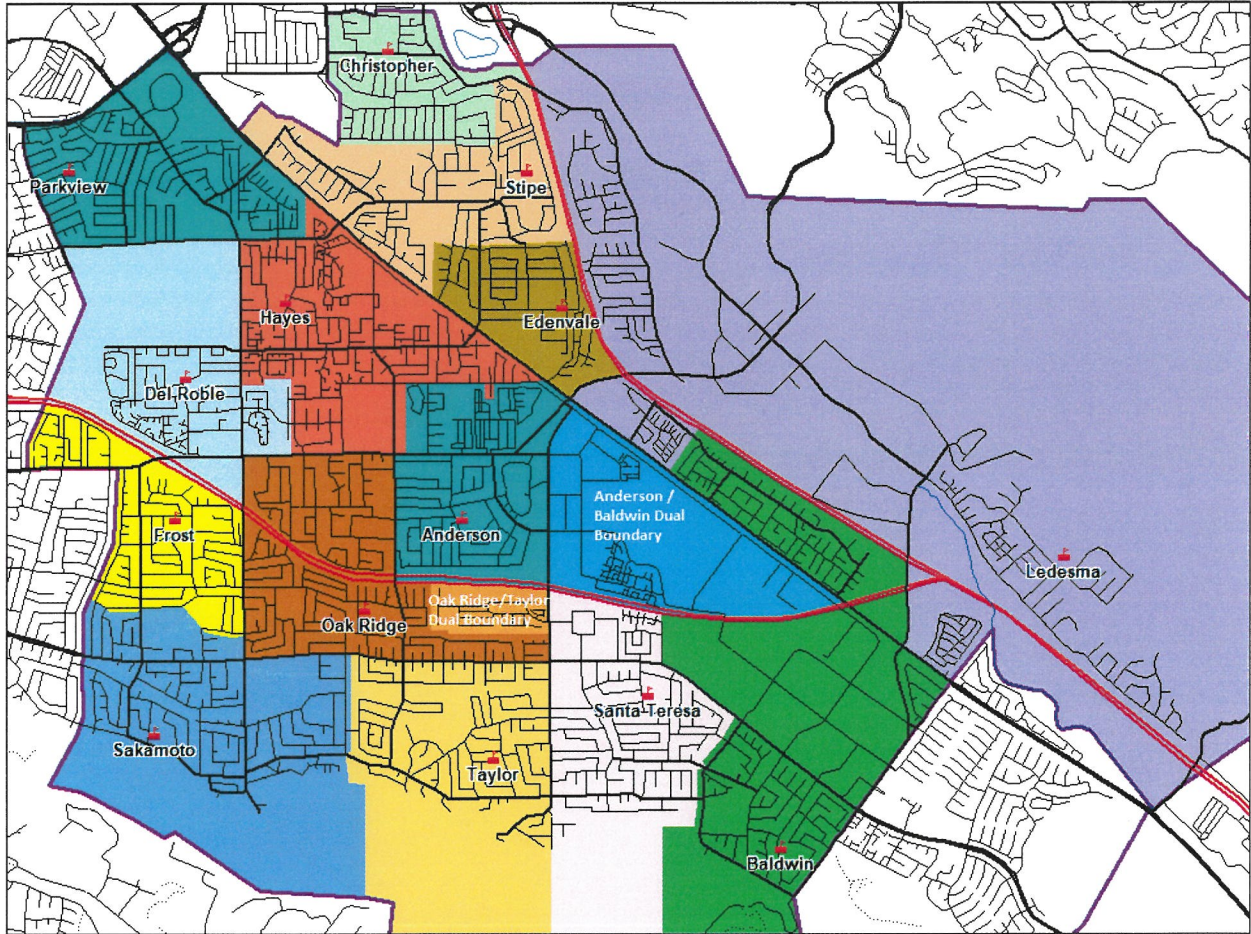 Christopher
Parkview
Stipe
Hayes
Edenvale
Del Roble
Anderson /
Baldwin Dual
Boundary
Frost
Anderson
Ledesma
Oak Ridge/Taylor
Dual Boundary
Oak Ridge
Santa Teresa
Sakamoto
Taylor
Baldwin